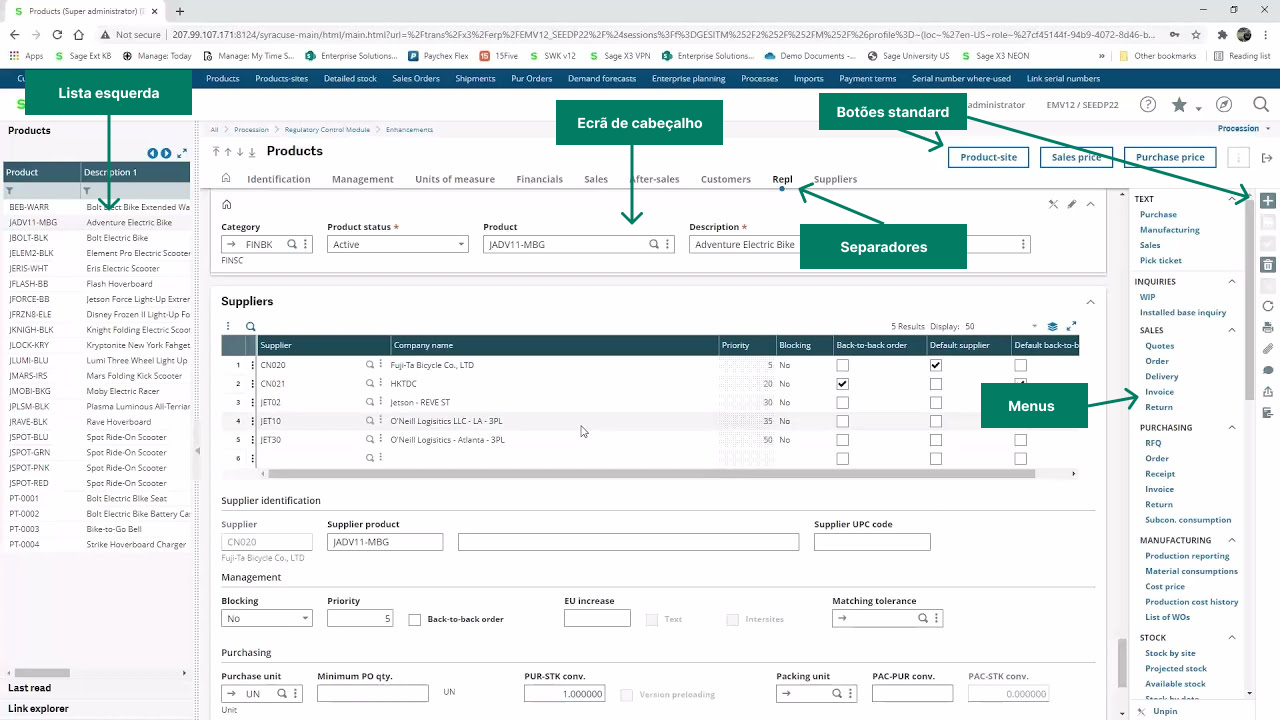 Actual monitored [
Not secure
207.99.107.171:8124/syracuse-main/html/main.html?url=%2Ftrans%2Fx3%2Ferp%2FEMV12_SEEDP22%2F%24sessions%3Ff%3DGESITM%252F2%252F%252FM%252F%26profile%3D~(loc~%27en-US~role~%27cf45144f-94b9-4072-8d46-b...
Apps
Sage Ext KB
Enterprise Solution...
Paychex Flex
15Five
SWK v12
Enterprise Solution...
Demo Documents -...
Sage University US
Sage X3
Sage X3 NEON
»
Other bookmarks
Reading list
Products
Products-sites
Detailed stock
Sales Orders
Shipments
Pur Orders
Demand forecasts
Enterprise planning
Processes
Imports
Payment terms
Serial number where-used
Link serial numbers
Lista esquerda
Ecrã de cabeçalho
Botões standard
administrator
EMV12 / SEEDP22
Products
All > Procession > Regulatory Control Module > Enhancements
Procession
Products
Product-site
Sales price
Purchase price
Identification
Management
Units of measure
Financials
Sales
After-sales
Customers
Repl
Suppliers
Product
Description 1
BEB-WARR
Bolt Elect Bike Extended Wa
JADV11-MBG
Adventure Electric Bike
JBOLT-BLK
Bolt Electric Bike
JELEM2-BLK
Element Pro Electric Scoote
JERIS-WHT
Eris Electric Scooter
JFLASH-BB
Flash Hoverboard
JFORCE-BB
Jetson Force Light-Up Extrer
JFRZN8-ELE
Disney Frozen II Light-Up Ho
JKNIGH-BLK
Knight Folding Electric Scoot
JLOCK-KRY
Kryptonite New York Fahget
JLUMI-BLU
Lumi Three Wheel Light Up
JMARS-IRS
Mars Folding Kick Scooter
JMOBI-BKG
Moby Electric Racer
JPLSM-BLK
Plasma Luminous All-Terrian
JRAVE-BLK
Rave Hoverboard
JSPOT-BLU
Spot Ride-On Scooter
JSPOT-GRN
Spot Ride-On Scooter
JSPOT-PNK
Spot Ride-On Scooter
JSPOT-RED
Spot Ride-On Scooter
PT-0001
Bolt Electric Bike Seat
PT-0002
Bolt Electric Bike Battery Cas
PT-0003
Bike-to-Go Bell
PT-0004
Strike Hoverboard Charger
Last read
Link explorer
Category
Product status *
Product
Description *
FINBK
Active
JADV11-MBG
Adventure Electric Bike
FINSC
Separadores
Suppliers
5 Results
Display: 50
Supplier
Company name
Priority
Blocking
Back-to-back order
Default supplier
Default back-to-b
1 CN020 Fuji-Ta Bicycle Co., LTD 5 No
2 CN021 HKTDC 20 No
3 JET02 Jetson - REVE ST 30 No
4 JET10 O'Neill Logisitics LLC - LA - 3PL 35 No
5 JET30 O'Neill Logisitics - Atlanta - 3PL 50 No
6
Menus
Supplier identification
Supplier
Supplier product
Supplier UPC code
CN020
JADV11-MBG
Fuji-Ta Bicycle Co., LTD
Management
Blocking
Priority
EU increase
Matching tolerance
No
5
Back-to-back order
Text
Intersites
Purchasing
Purchase unit
Minimum PO qty.
PUR-STK conv.
Packing unit
PAC-PUR conv.
PAC-STK conv.
UN
UN
1.000000
Version preloading
0.000000
Unit
TEXT
Purchase
Manufacturing
Sales
Pick ticket
INQUIRIES
WIP
Installed base inquiry
SALES
Quotes
Order
Delivery
Invoice
Return
PURCHASING
RFQ
Order
Receipt
Invoice
Return
Subcon. consumption
MANUFACTURING
Production reporting
Material consumptions
Cost price
Production cost history
List of WOs
STOCK
Stock by site
Projected stock
Available stock
Stock by date
Unpin